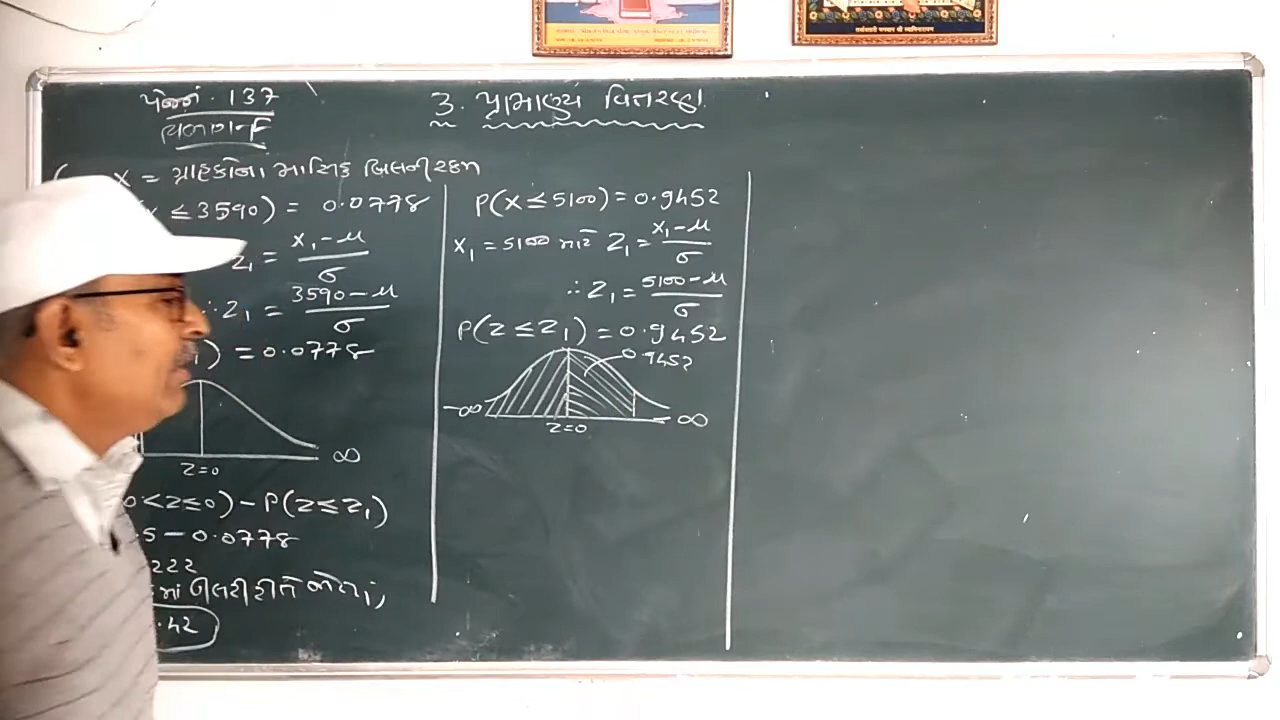 પેજનં. 137
વિભાગ-F
3. પ્રામાણ્ય વિતરણ
X = ગ્રાહકોના માસિક બિલની રકમ
≤ 3590) = 0.0778
Z₁ = X₁ - μ / σ
∴ Z₁ = 3590 - μ / σ
) = 0.0778
Z=0
∞
<Z≤0) - P(Z≤Z₁)
.5 - 0.0778
222
માં
.42
P(X ≤ 5100) = 0.9452
X₁ = 5100 માટે Z₁ = X₁ - μ / σ
∴ Z₁ = 5100 - μ / σ
P(Z ≤ Z₁) = 0.9452
0.9452
-∞
∞
Z=0